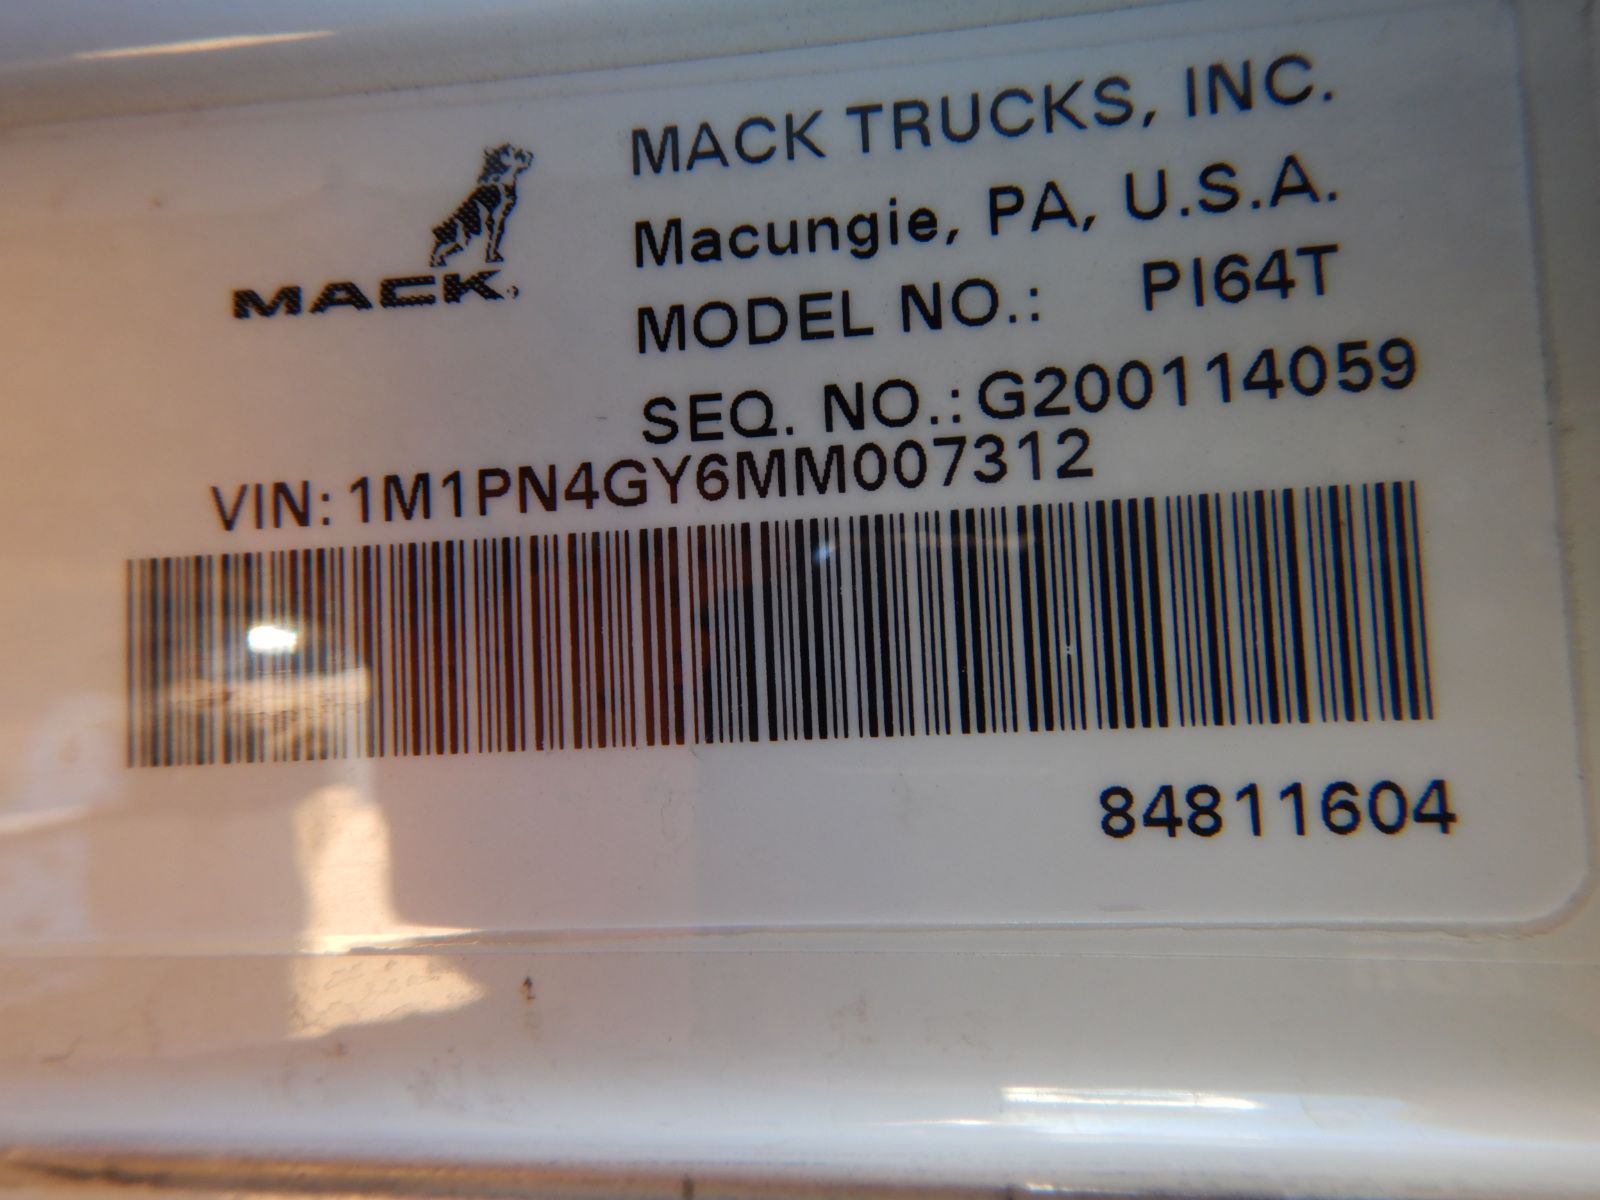 MACK TRUCKS, INC.
Macungie, PA, U.S.A.
MACK
MODEL NO.: PI64T
SEQ. NO.: G200114059
VIN: 1M1PN4GY6MM007312
84811604